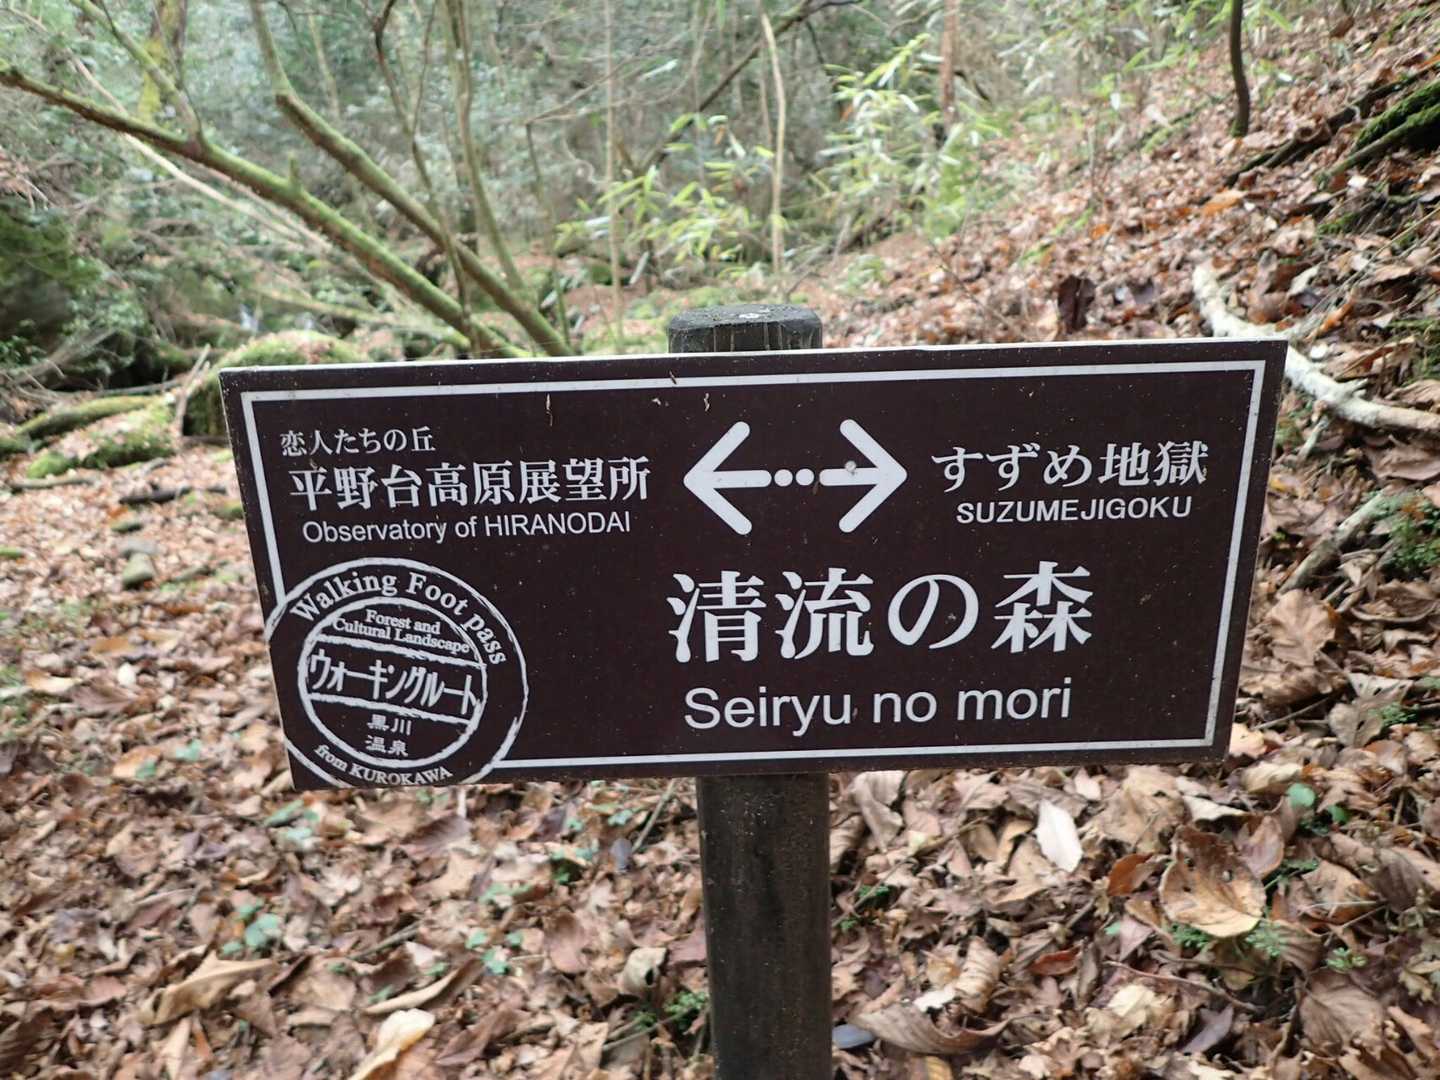 恋人たちの丘
平野台高原展望所
Observatory of HIRANODAI
すずめ地獄
SUZUMEJIGOKU
清流の森
Seiryu no mori
Walking Foot pass
Forest and
Cultural Landscape
ウォーキングルート
黒川
温泉
from KUROKAWA